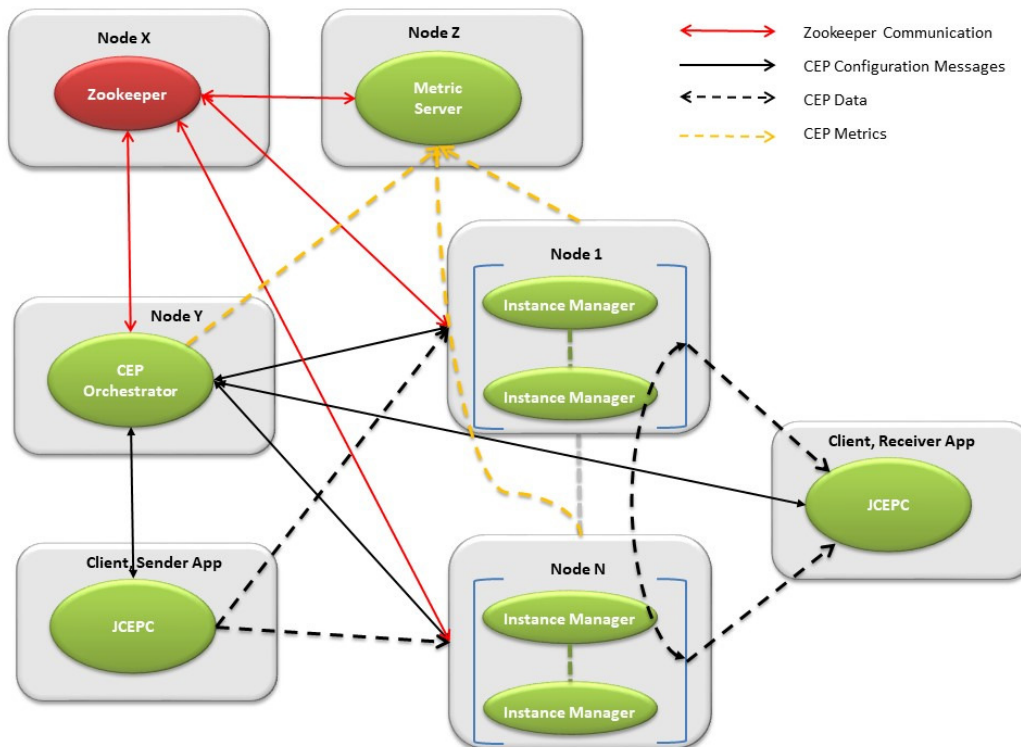 Node X
Zookeeper
Node Z
Metric
Server
Zookeeper Communication
CEP Configuration Messages
CEP Data
CEP Metrics
Node 1
Instance Manager
Instance Manager
Node Y
CEP
Orchestrator
Client, Receiver App
JCEPC
Client, Sender App
JCEPC
Node N
Instance Manager
Instance Manager